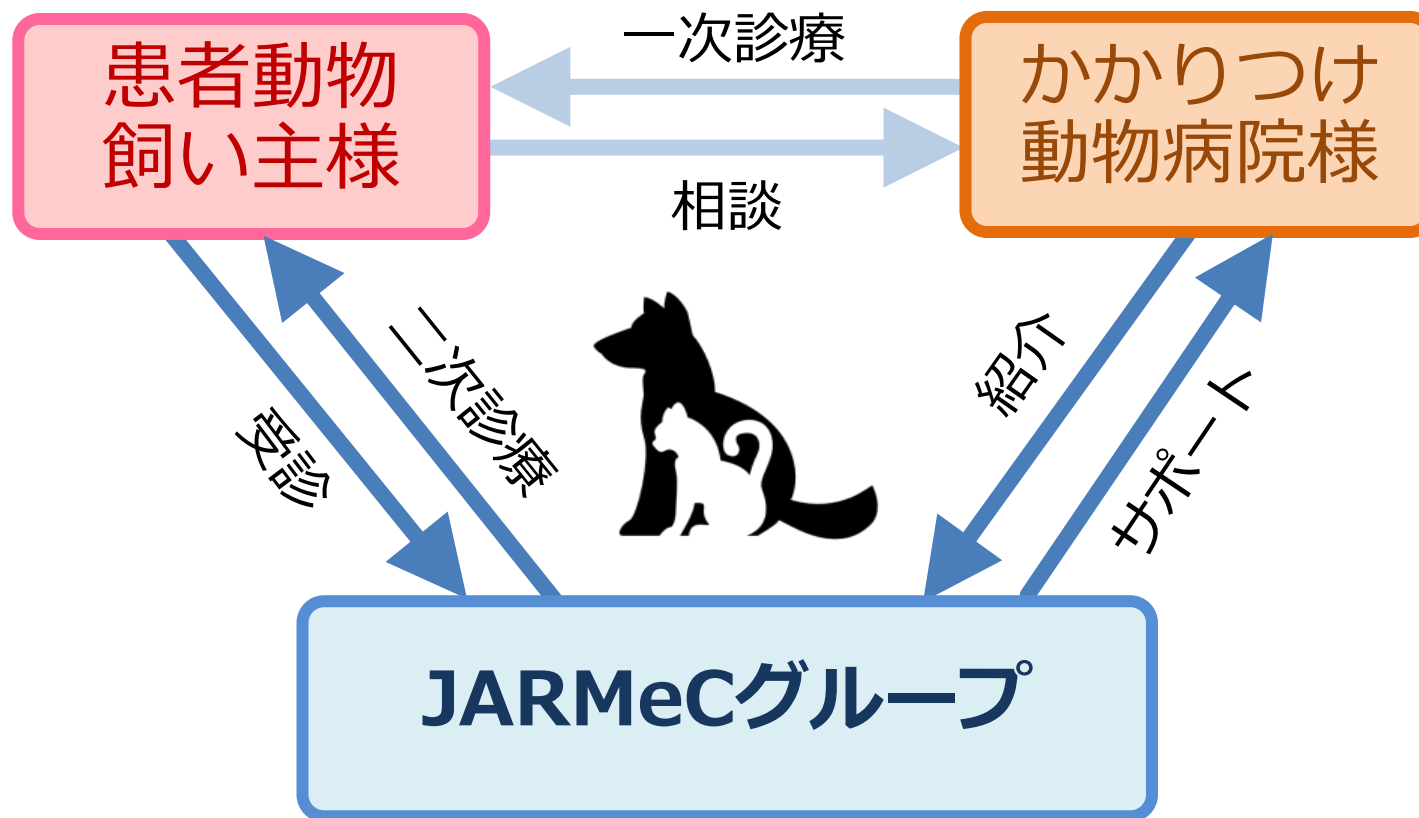 患者動物
飼い主様
一次診療
相談
かかりつけ
動物病院様
受診
二次診療
紹介
サポート
JARMeCグループ